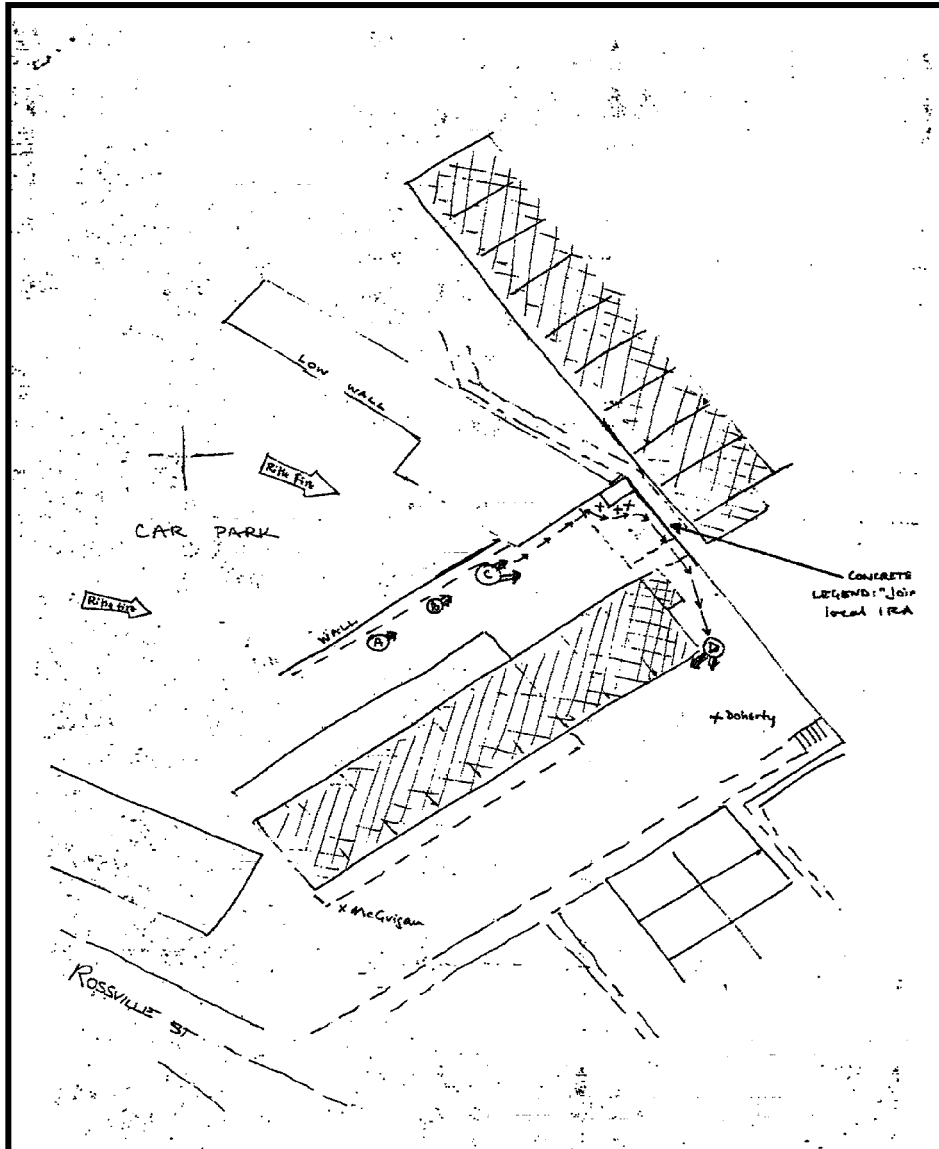 LOW WALL
Rifle Fire
CAR PARK
Rifle fire
WALL
C
B
A
CONCRETE
LEGEND: "Join
local IRA
D
x Doherty
x McGuigan
ROSSVILLE ST